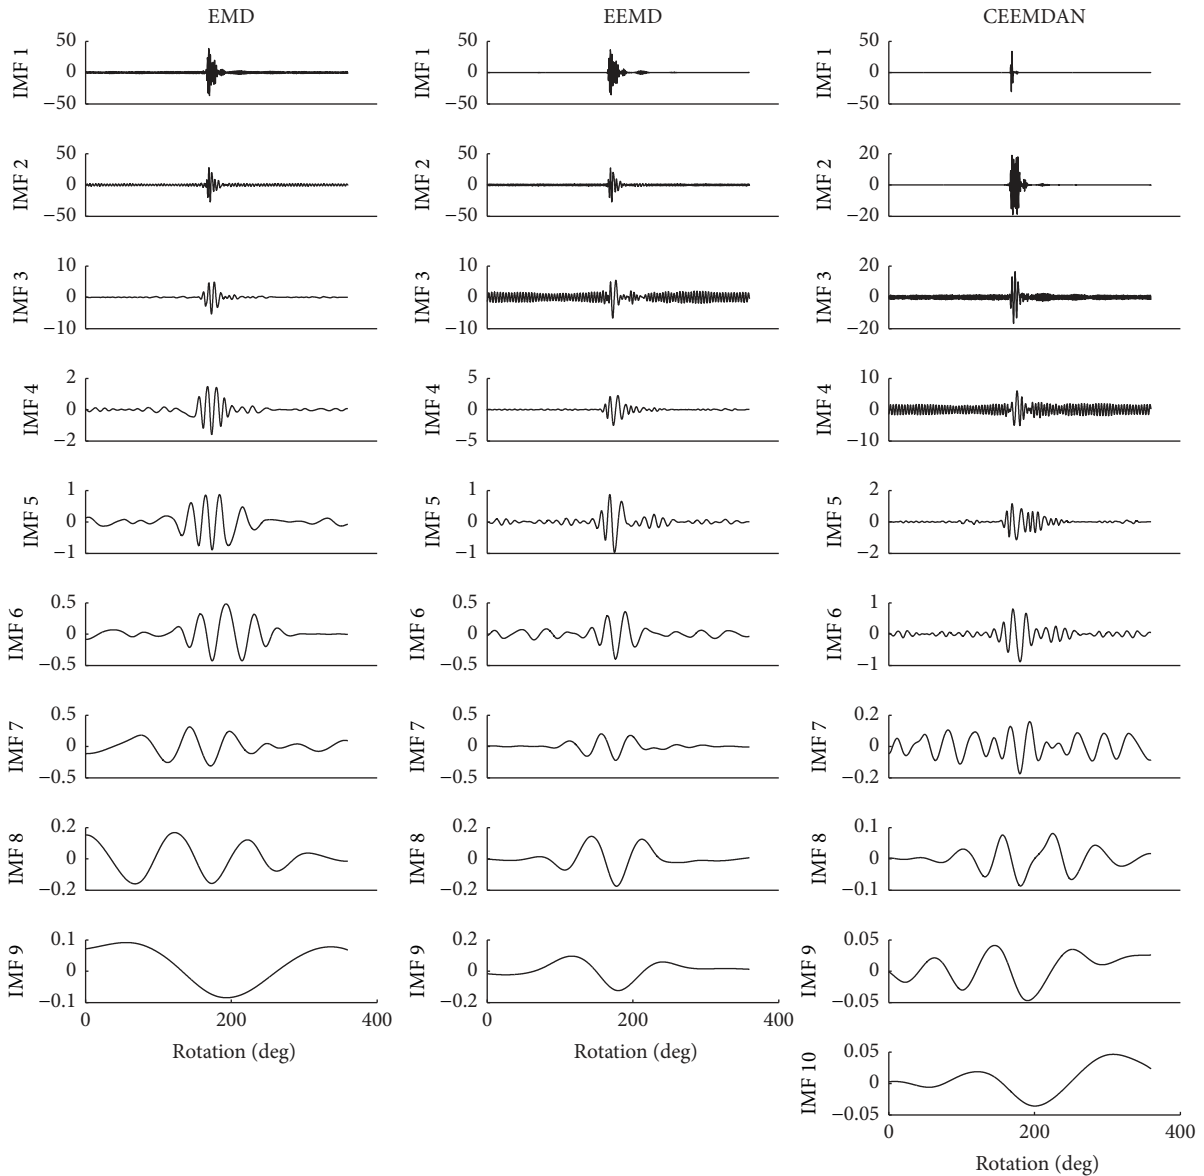 EMD
EEMD
CEEMDAN
IMF 1
50
0
−50
IMF 1
50
0
−50
IMF 1
50
0
−50
IMF 2
50
0
−50
IMF 2
50
0
−50
IMF 2
20
0
−20
IMF 3
10
0
−10
IMF 3
10
0
−10
IMF 3
20
0
−20
IMF 4
2
0
−2
IMF 4
5
0
−5
IMF 4
10
0
−10
IMF 5
1
0
−1
IMF 5
1
0
−1
IMF 5
2
0
−2
IMF 6
0.5
0
−0.5
IMF 6
0.5
0
−0.5
IMF 6
1
0
−1
IMF 7
0.5
0
−0.5
IMF 7
0.5
0
−0.5
IMF 7
0.2
0
−0.2
IMF 8
0.2
0
−0.2
IMF 8
0.2
0
−0.2
IMF 8
0.1
0
−0.1
IMF 9
0.1
0
−0.1
0 200 400
Rotation (deg)
IMF 9
0.2
0
−0.2
0 200 400
Rotation (deg)
IMF 9
0.05
0
−0.05
IMF 10
0.05
0
−0.05
0 200 400
Rotation (deg)